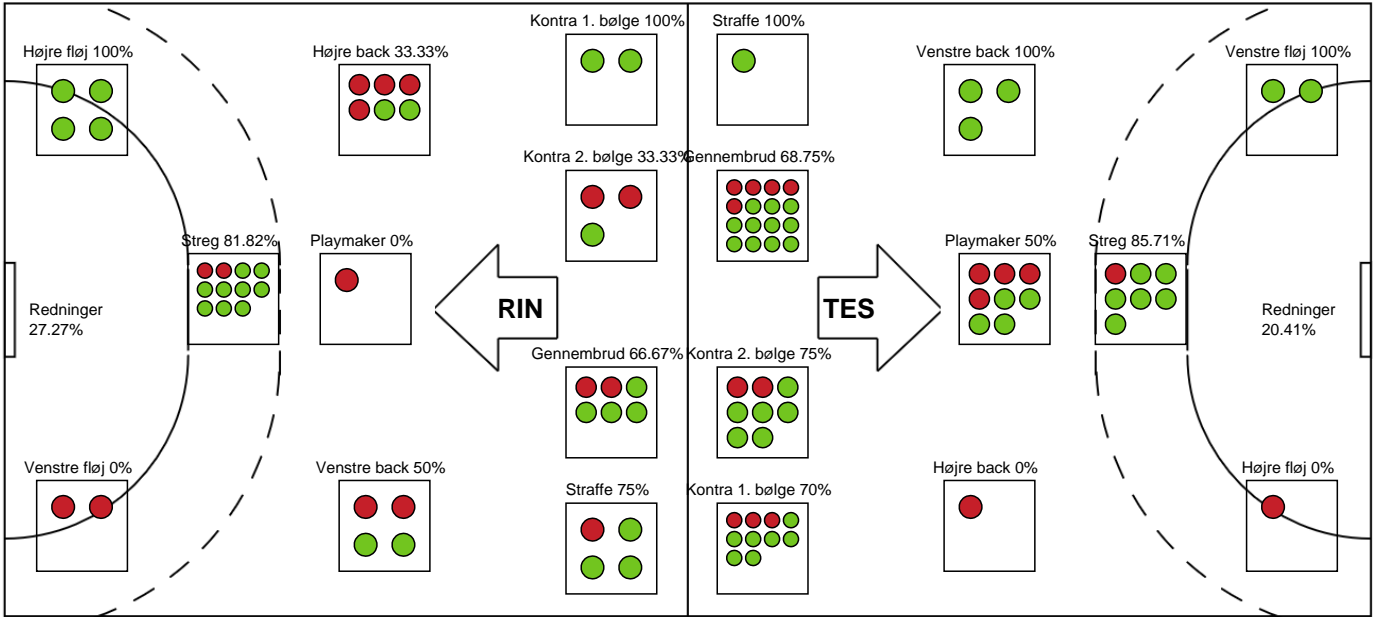 Kontra 1. bølge 100%
Straffe 100%
Højre fløj 100%
Højre back 33.33%
Venstre back 100%
Venstre fløj 100%
Kontra 2. bølge 33.33%
Gennembrud 68.75%
Streg 81.82%
Playmaker 0%
Playmaker 50%
Streg 85.71%
Redninger
27.27%
RIN
TES
Redninger
20.41%
Gennembrud 66.67%
Kontra 2. bølge 75%
Venstre fløj 0%
Venstre back 50%
Højre back 0%
Højre fløj 0%
Straffe 75%
Kontra 1. bølge 70%